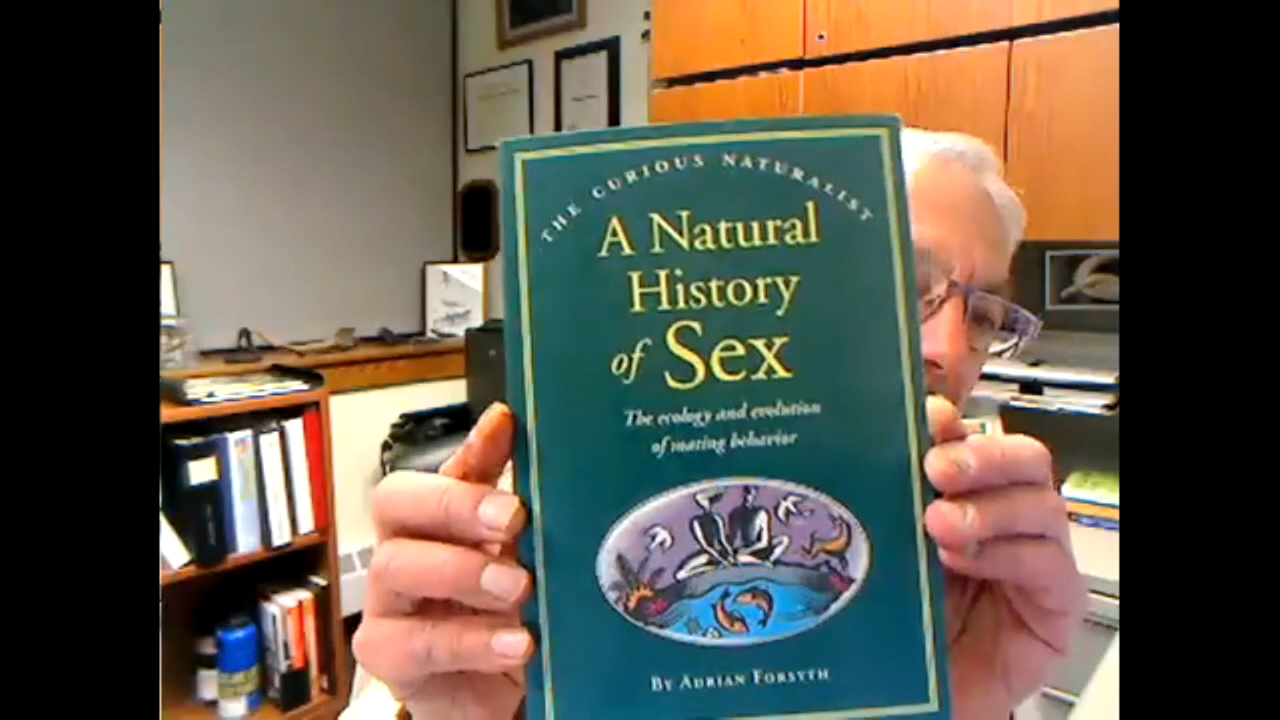 THE CURIOUS NATURALIST
A Natural
History
of Sex
The ecology and evolution
of mating behavior
BY ADRIAN FORSYTH